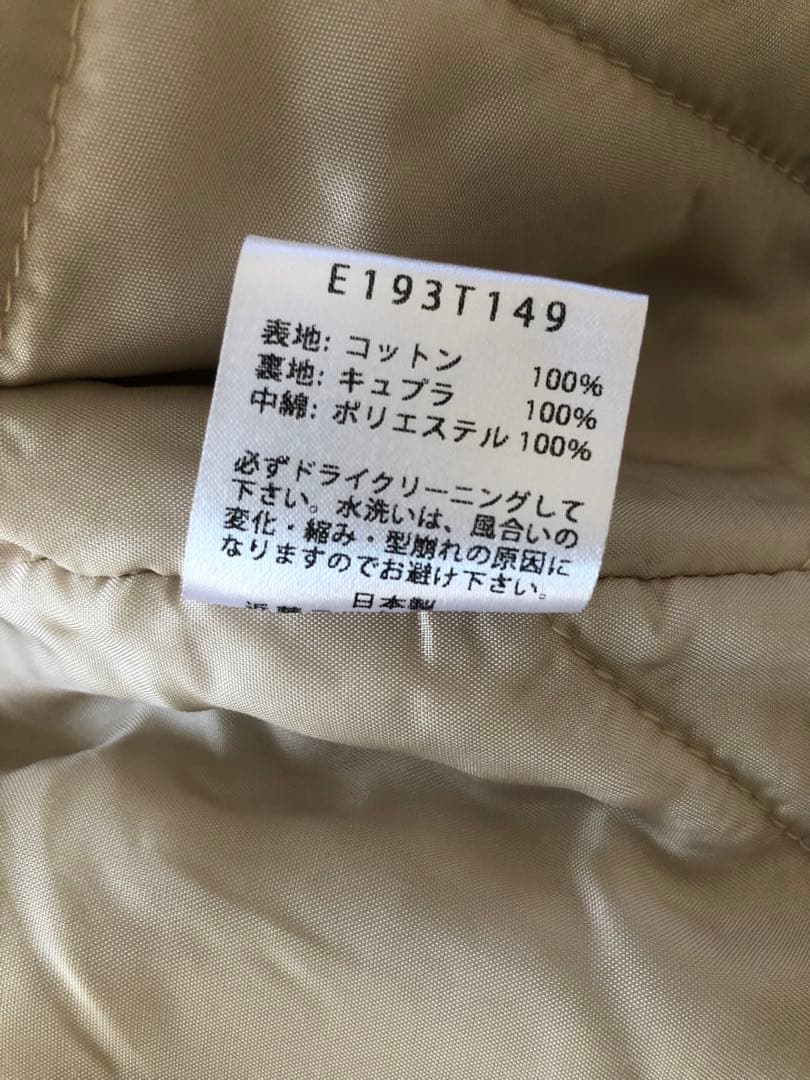 E193T149
表地: コットン 100%
裏地: キュプラ 100%
中綿: ポリエステル 100%
必ずドライクリーニングして
下さい。水洗いは、風合いの
変化・縮み・型崩れの原因に
なりますのでお避け下さい。
日本製